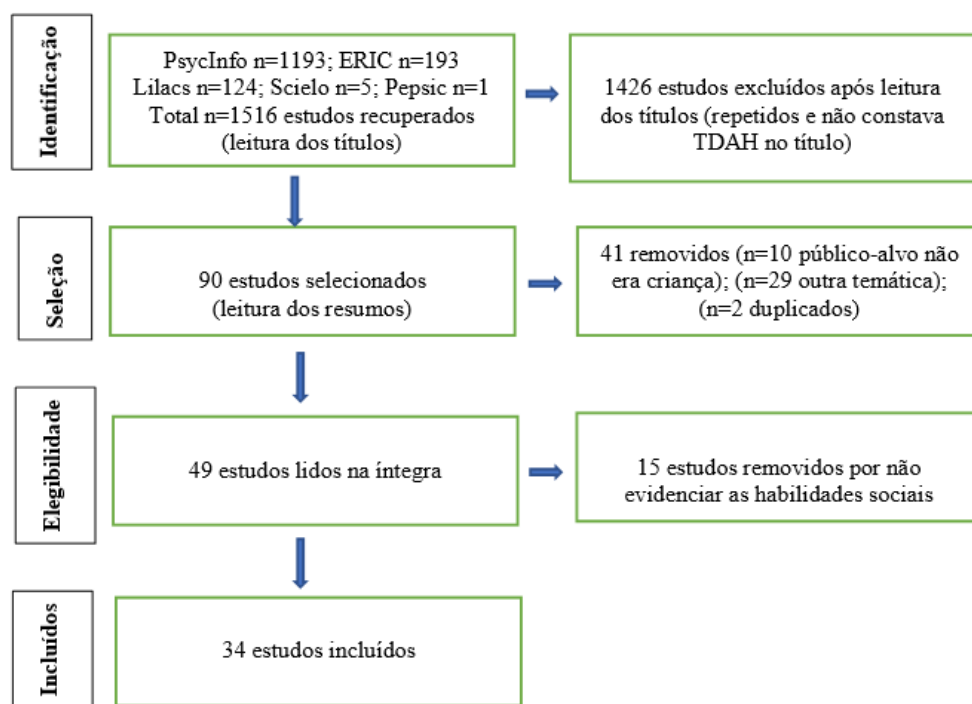 Identificação
PsycInfo n=1193; ERIC n=193
Lilacs n=124; Scielo n=5; Pepsic n=1
Total n=1516 estudos recuperados
(leitura dos títulos)
1426 estudos excluídos após leitura
dos títulos (repetidos e não constava
TDAH no título)
Seleção
90 estudos selecionados
(leitura dos resumos)
41 removidos (n=10 público-alvo não
era criança); (n=29 outra temática);
(n=2 duplicados)
Elegibilidade
49 estudos lidos na íntegra
15 estudos removidos por não
evidenciar as habilidades sociais
Incluídos
34 estudos incluídos